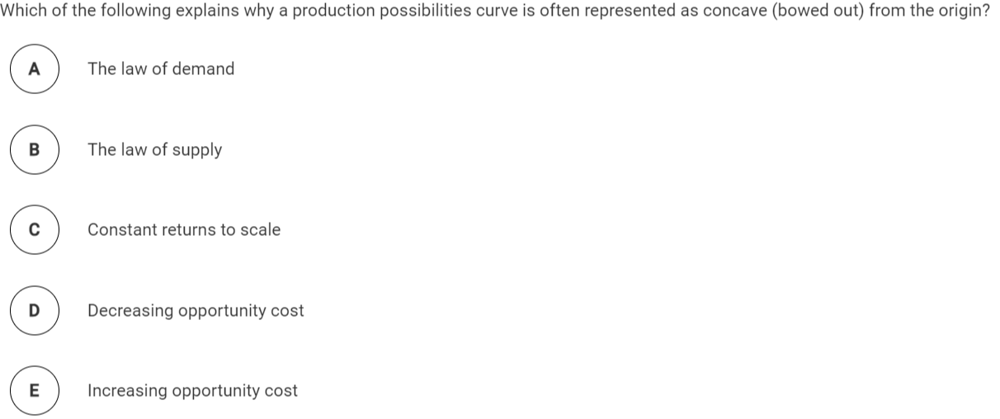 Which of the following explains why a production possibilities curve is often represented as concave (bowed out) from the origin?
A The law of demand
B The law of supply
C Constant returns to scale
D Decreasing opportunity cost
E Increasing opportunity cost